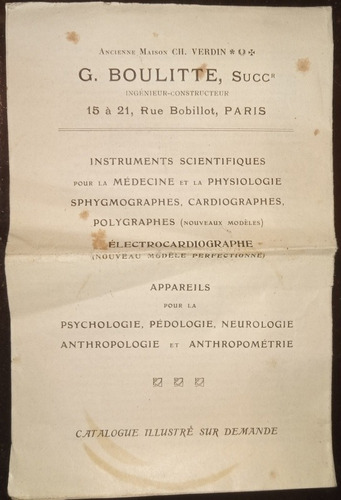 ANCIENNE MAISON CH. VERDIN
G. BOULITTE, SUCCR
INGÉNIEUR-CONSTRUCTEUR
15 à 21, Rue Bobillot, PARIS
INSTRUMENTS SCIENTIFIQUES
POUR LA MÉDECINE ET LA PHYSIOLOGIE
SPHYGMOGRAPHES, CARDIOGRAPHES,
POLYGRAPHES (NOUVEAUX MODÈLES)
ÉLECTROCARDIOGRAPHE
(NOUVEAU MODÈLE PERFECTIONNÉ)
APPAREILS
POUR LA
PSYCHOLOGIE, PÉDOLOGIE, NEUROLOGIE
ANTHROPOLOGIE ET ANTHROPOMÉTRIE
CATALOGUE ILLUSTRÉ SUR DEMANDE